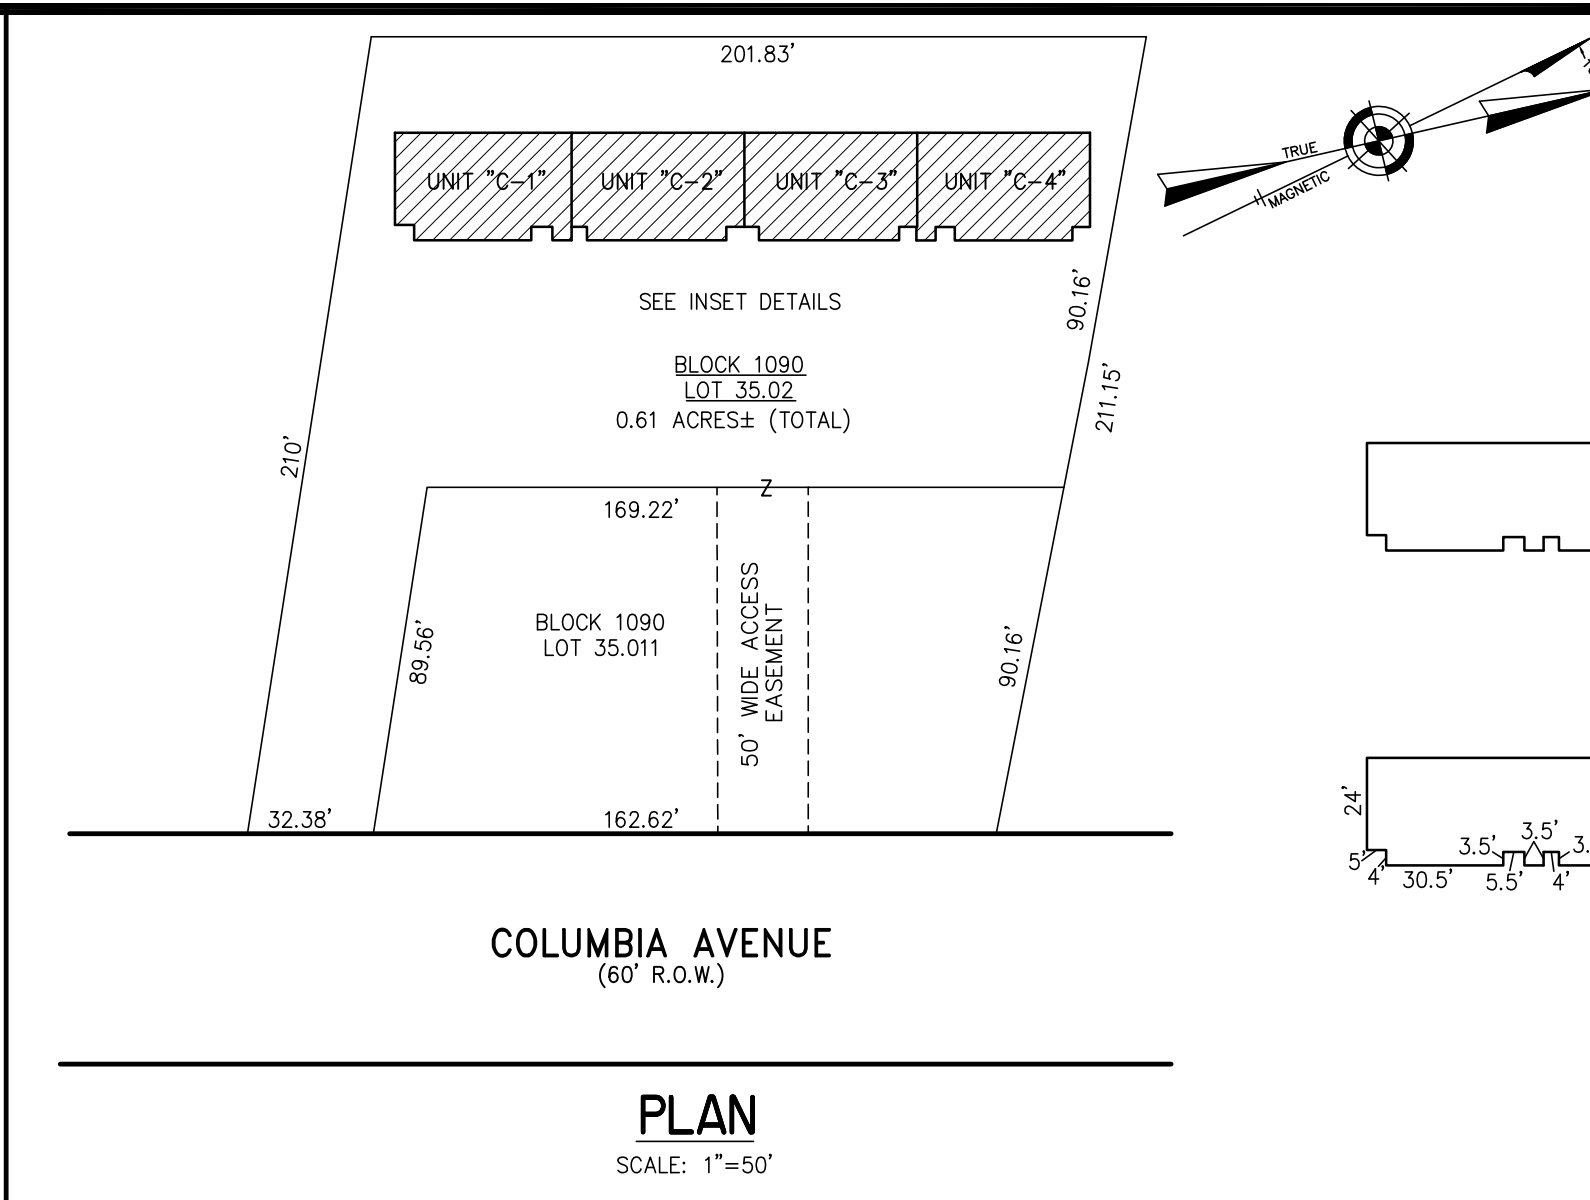 201.83'
TRUE
MAGNETIC
UNIT "C-1"
UNIT "C-2"
UNIT "C-3"
UNIT "C-4"
SEE INSET DETAILS
90.16'
BLOCK 1090
LOT 35.02
0.61 ACRES± (TOTAL)
211.15'
210'
Z
169.22'
50' WIDE ACCESS
EASEMENT
BLOCK 1090
LOT 35.011
89.56'
90.16'
32.38'
162.62'
24'
5'
4'
30.5'
3.5'
5.5'
3.5'
4'
3.
COLUMBIA AVENUE
(60' R.O.W.)
PLAN
SCALE: 1"=50'